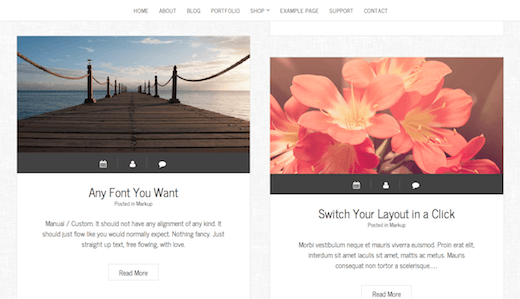 HOME ABOUT BLOG PORTFOLIO SHOP EXAMPLE PAGE SUPPORT CONTACT
Any Font You Want
Posted in Markup
Manual / Custom. It should not have any alignment of any kind. It
should just flow like you would normally expect. Nothing fancy. Just
straight up text, free flowing, with love.
Read More
Switch Your Layout in a Click
Posted in Markup
Morbi vestibulum neque et mauris viverra euismod. Proin erat elit,
interdum sit amet iaculis sit amet, mattis ac metus. Mauris
consequat non tortor a scelerisque....
Read More